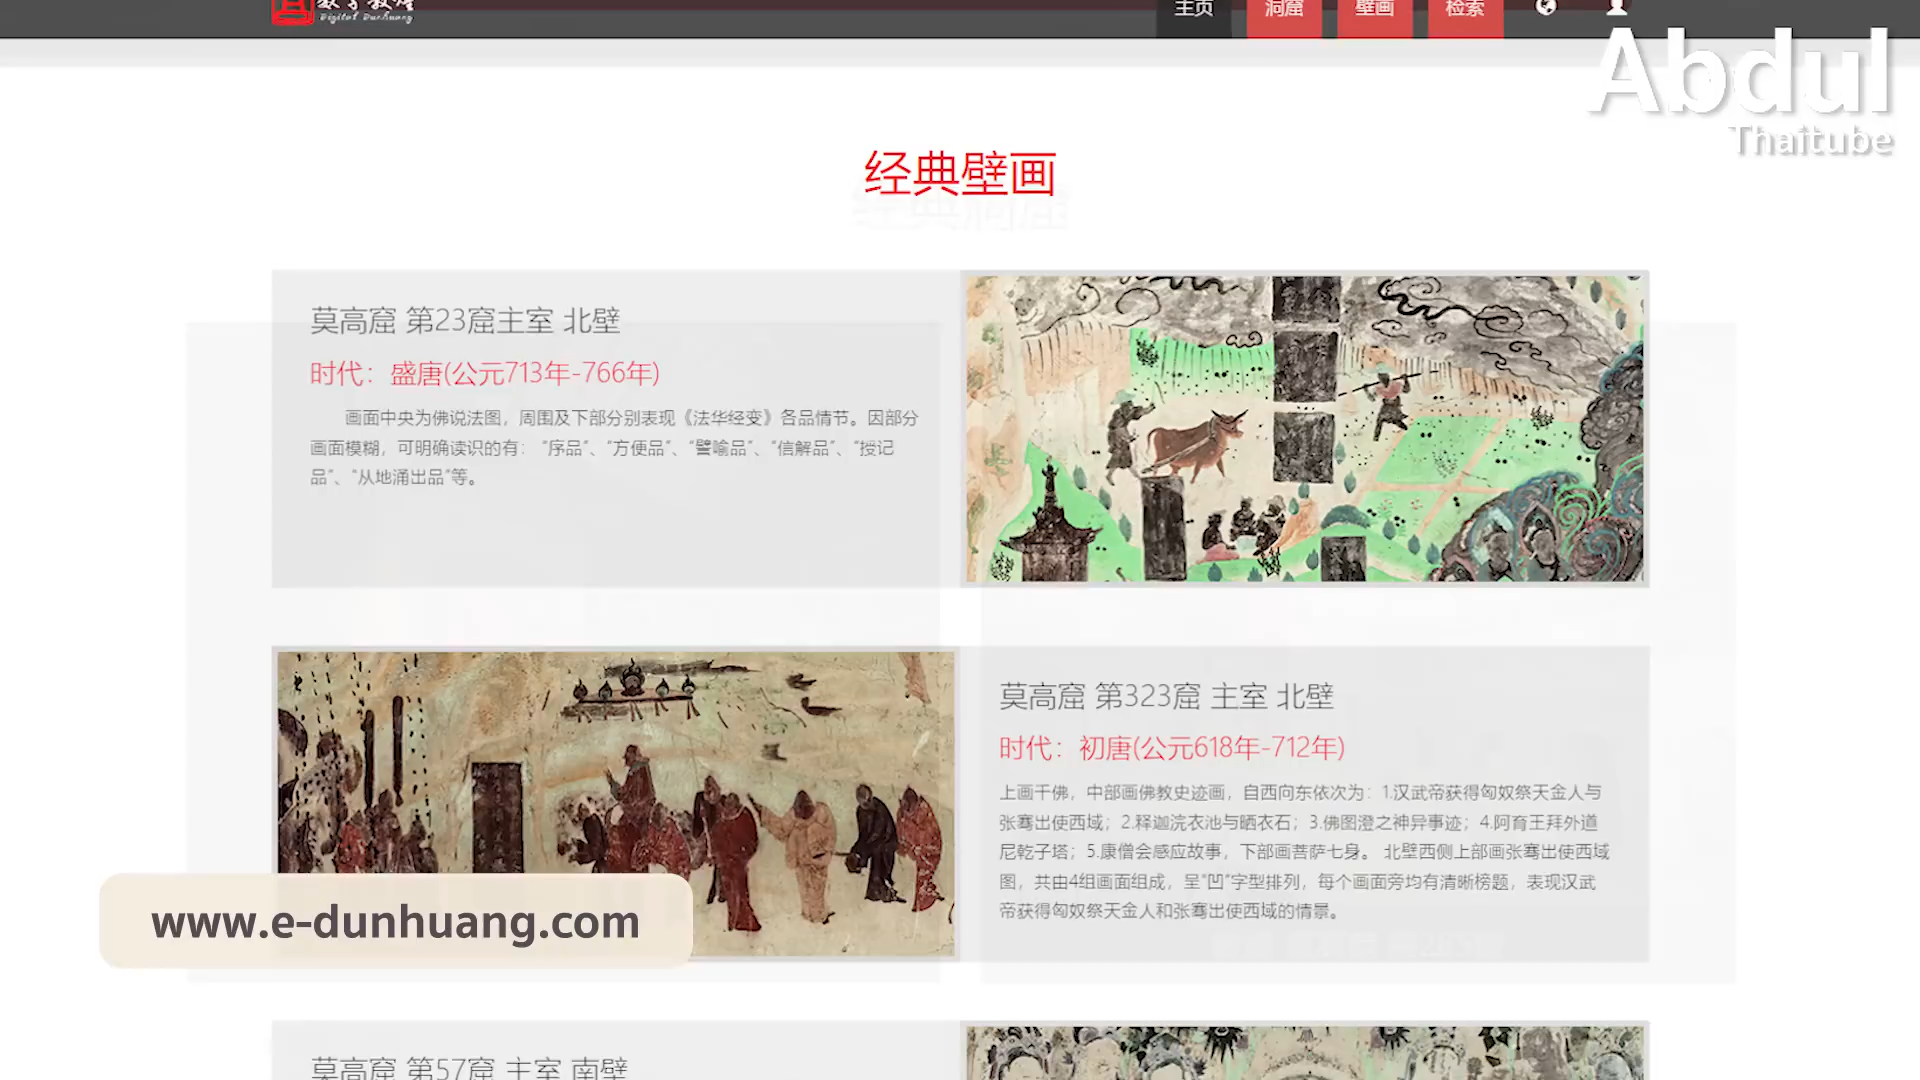 数字敦煌
Digital Dunhuang
主页
洞窟
壁画
检索
Abdul
Thaitube
经典壁画
莫高窟 第23窟主室 北壁
时代：盛唐(公元713年-766年)
画面中央为佛说法图，周围及下部分别表现《法华经变》各品情节。因部分
画面模糊，可明确读识的有：“序品”、“方便品”、“譬喻品”、“信解品”、“授记
品”、“从地涌出品”等。
莫高窟 第323窟 主室 北壁
时代：初唐(公元618年-712年)
上画千佛，中部画佛教史迹画，自西向东依次为：1.汉武帝获得匈奴祭天金人与
张骞出使西域；2.释迦浣衣池与晒衣石；3.佛图澄之神异事迹；4.阿育王拜外道
尼乾子塔；5.康僧会感应故事，下部画菩萨七身。 北壁西侧上部画张骞出使西域
图，共由4组画面组成，呈“凹”字型排列，每个画面旁均有清晰榜题，表现汉武
帝获得匈奴祭天金人和张骞出使西域的情景。
www.e-dunhuang.com
莫高窟 第57窟 主室 南壁